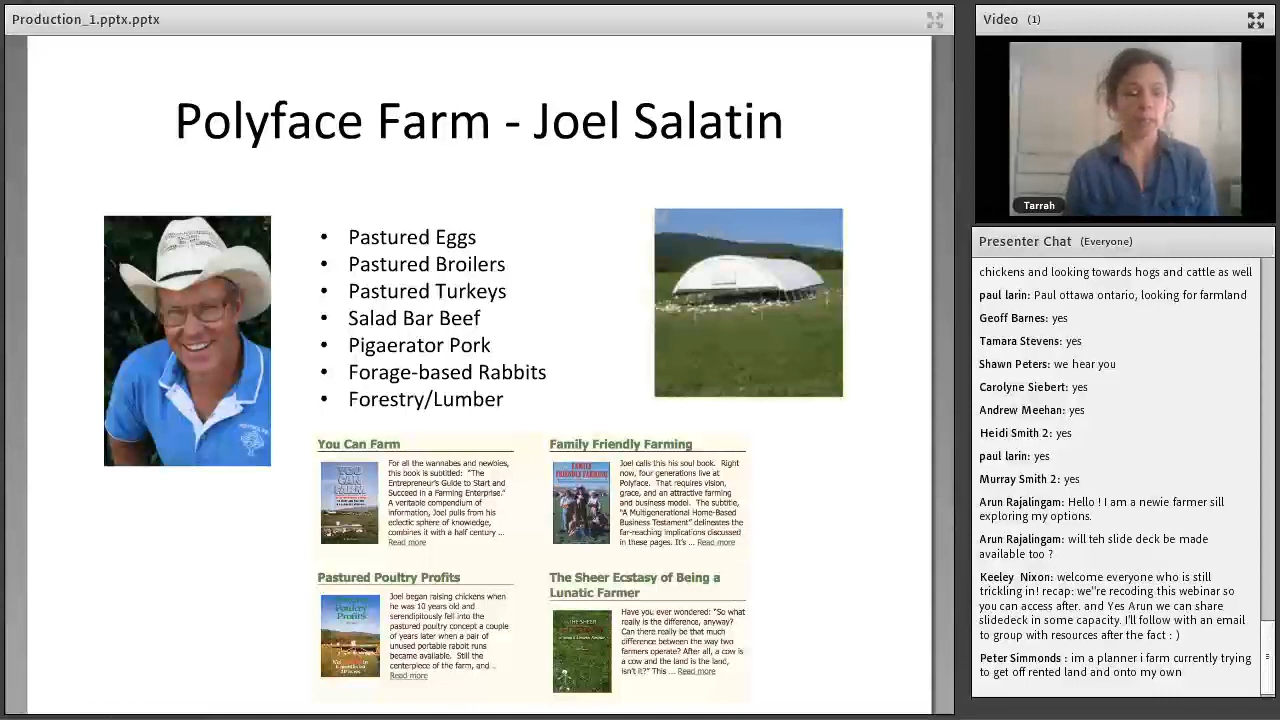 Production_1.pptx.pptx
Polyface Farm - Joel Salatin
• Pastured Eggs
• Pastured Broilers
• Pastured Turkeys
• Salad Bar Beef
• Pigaerator Pork
• Forage-based Rabbits
• Forestry/Lumber
You Can Farm
YOU
CAN
FARM
For all the wannabes and newbies,
this book is subtitled: "The
Entrepreneur's Guide to Start and
Succeed in a Farming Enterprise."
A veritable compendium of
information, Joel pulls from his
eclectic sphere of knowledge,
combines it with a half century ...
Read more
Family Friendly Farming
FAMILY
FRIENDLY FARMING
Joel calls this his soul book. Right
now, four generations live at
Polyface. That requires vision,
grace, and an attractive farming
and business model. The subtitle,
"A Multigenerational Home-Based
Business Testament" delineates the
far-reaching implications discussed
in these pages. It's ... Read more
Pastured Poultry Profits
Poultry
Profits
Joel began raising chickens when
he was 10 years old and
serendipitously fell into the
pastured poultry concept a couple
of years later when a pair of
unused portable rabbit runs
became available. Still the
centerpiece of the farm, and ..
Read more
The Sheer Ecstasy of Being a
Lunatic Farmer
THE SHEER
Have you ever wondered: "So what
really is the difference, anyway?
Can there really be that much
difference between the way two
farmers operate? After all, a cow is
a cow and the land is the land,
isn't it?" This ... Read more
Video (1)
Tarrah
Presenter Chat (Everyone)
chickens and looking towards hogs and cattle as well
paul larin: Paul ottawa ontario, looking for farmland
Geoff Barnes: yes
Tamara Stevens: yes
Shawn Peters: we hear you
Carolyne Siebert: yes
Andrew Meehan: yes
Heidi Smith 2: yes
paul larin: yes
Murray Smith 2: yes
Arun Rajalingam: Hello ! I am a newie farmer sill
exploring my options.
Arun Rajalingam: will teh slide deck be made
available too ?
Keeley Nixon: welcome everyone who is still
trickling in! recap: we"re recoding this webinar so
you can access after. and Yes Arun we can share
slidedeck in some capacity. I'll follow with an email
to group with resources after the fact : )
Peter Simmonds : im a planner i farm currently trying
to get off rented land and onto my own